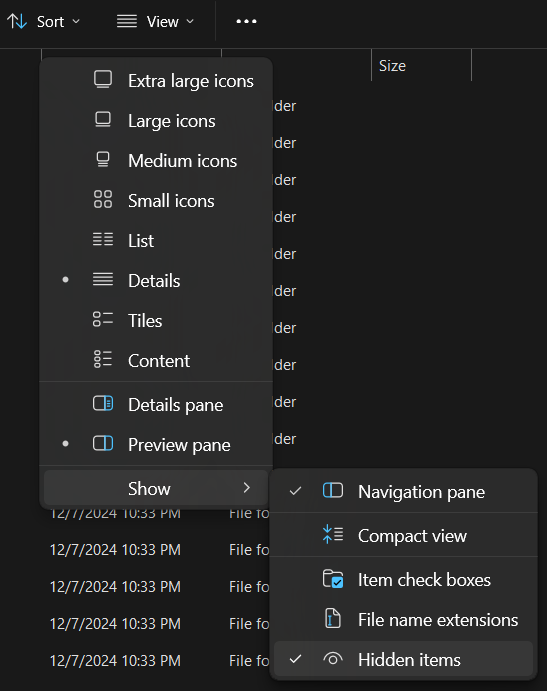 Sort
View
Size
Extra large icons
Large icons
Medium icons
Small icons
List
Details
Tiles
Content
Details pane
Preview pane
Show
Navigation pane
Compact view
Item check boxes
File name extensions
Hidden items
der
der
der
der
der
der
der
der
der
der
12/7/2024 10:33 PM File fo
12/7/2024 10:33 PM File fo
12/7/2024 10:33 PM File fo
12/7/2024 10:33 PM File fo
12/7/2024 10:33 PM File fo